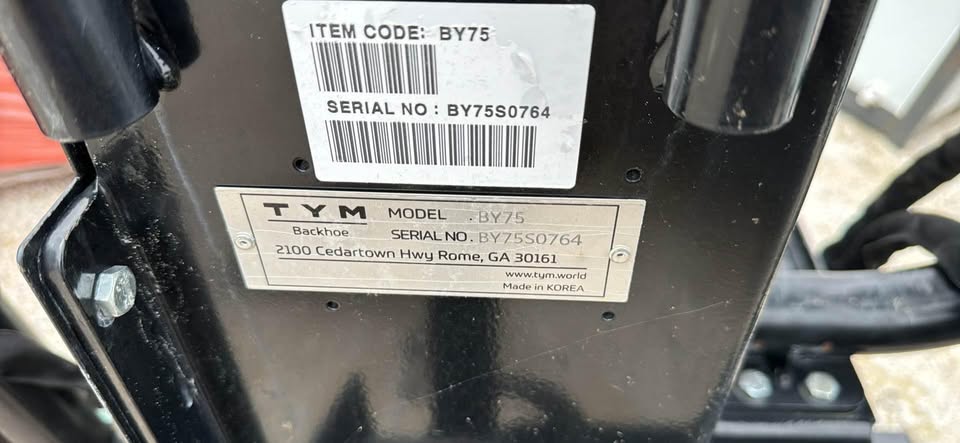 ITEM CODE: BY75
SERIAL NO : BY75S0764
TYM MODEL . BY75
Backhoe SERIAL NO. BY75S0764
2100 Cedartown Hwy Rome, GA 30161
www.tym.world
Made in KOREA